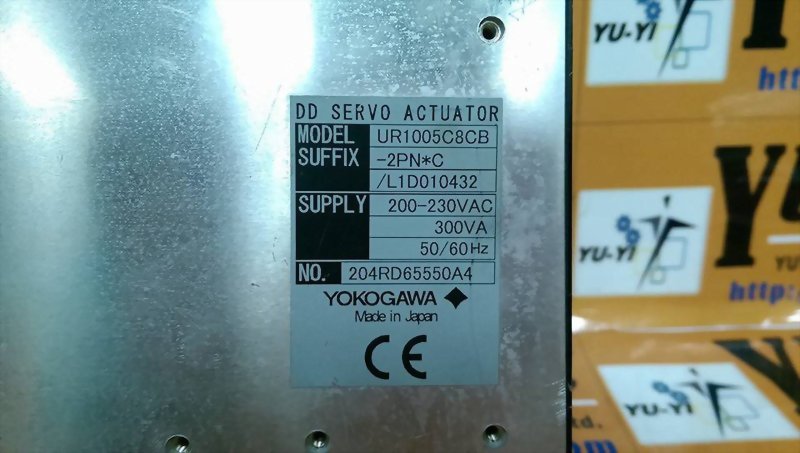 DD SERVO ACTUATOR
MODEL UR1005C8CB
SUFFIX -2PN*C
/L1D010432
SUPPLY 200-230VAC
300VA
50/60Hz
NO. 204RD65550A4
YOKOGAWA
Made in Japan
CE
YU-YI
YU-YI
http:
YU-YI